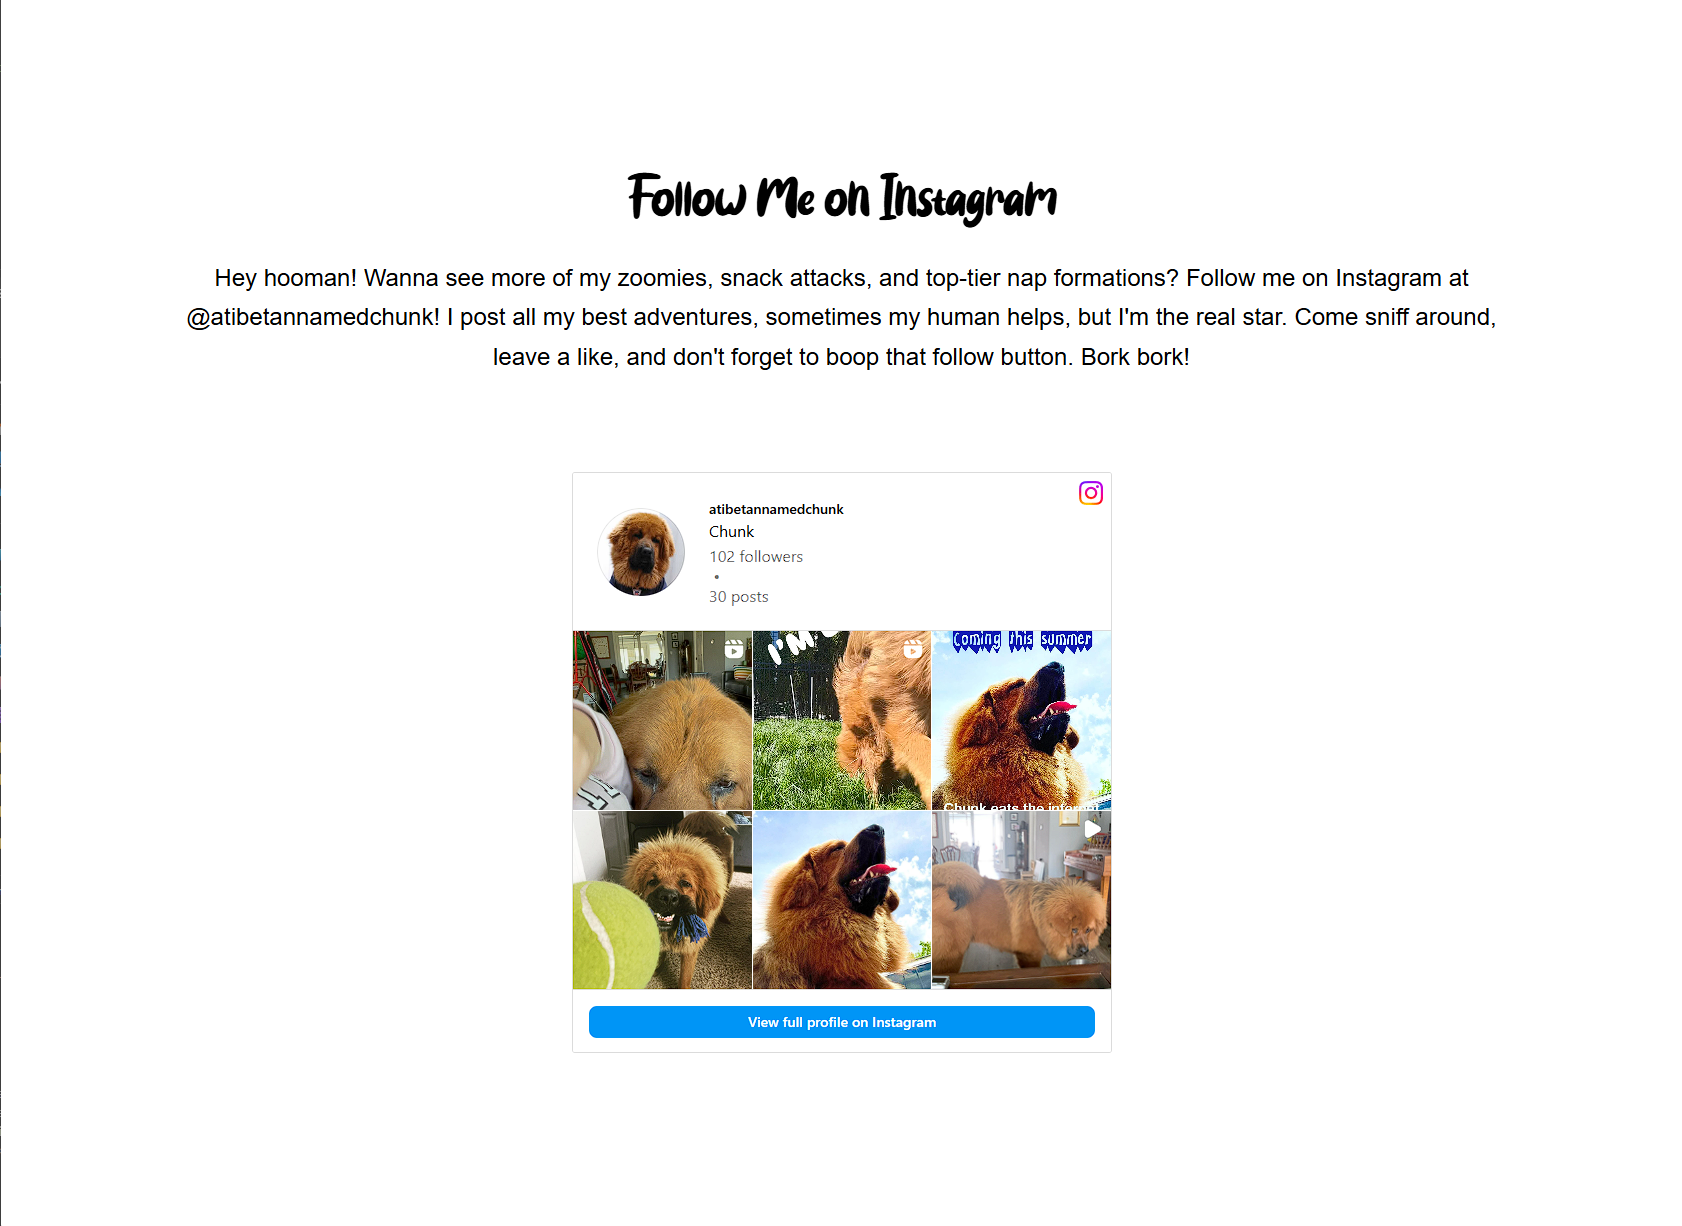 Follow Me on Instagram
Hey hooman! Wanna see more of my zoomies, snack attacks, and top-tier nap formations? Follow me on Instagram at
@atibetannamedchunk! I post all my best adventures, sometimes my human helps, but I'm the real star. Come sniff around,
leave a like, and don't forget to boop that follow button. Bork bork!
atibetannamedchunk
Chunk
102 followers
•
30 posts
I'M
Coming this summer
Chunk eats the internet
View full profile on Instagram